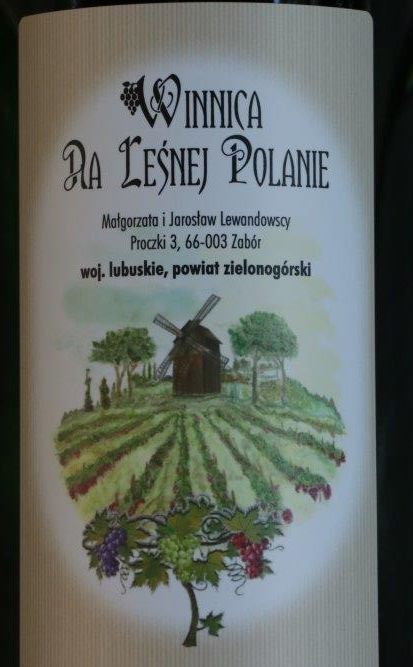 Winnica
Na Leśnej Polanie
Małgorzata i Jarosław Lewandowscy
Proczki 3, 66-003 Zabór
woj. lubuskie, powiat zielonogórski